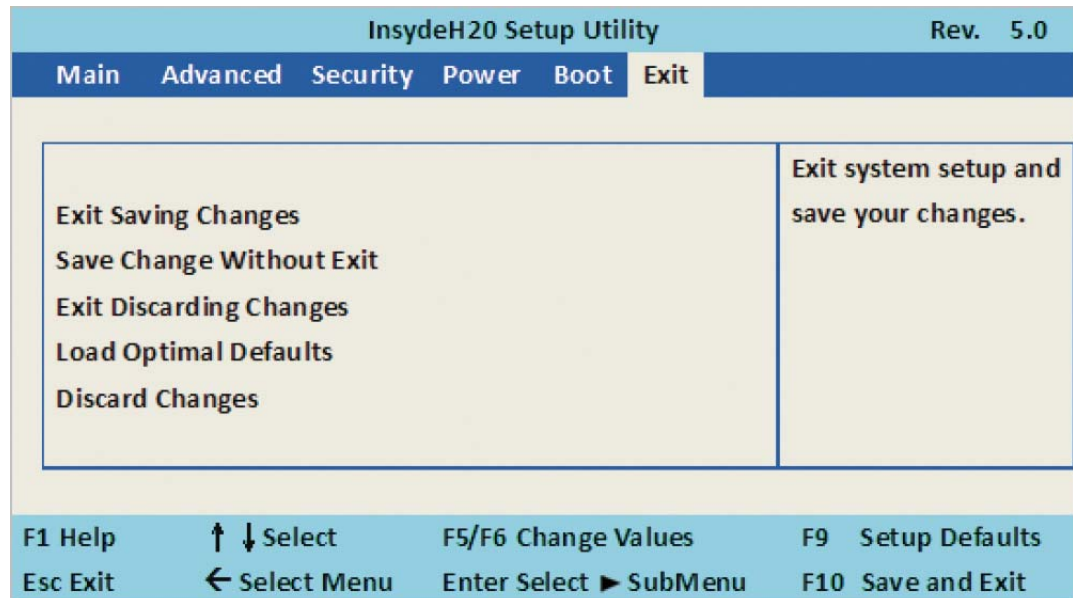 InsydeH20 Setup Utility Rev. 5.0
Main Advanced Security Power Boot Exit
Exit system setup and
save your changes.
Exit Saving Changes
Save Change Without Exit
Exit Discarding Changes
Load Optimal Defaults
Discard Changes
F1 Help ↑ ↓ Select F5/F6 Change Values F9 Setup Defaults
Esc Exit ← Select Menu Enter Select ► SubMenu F10 Save and Exit